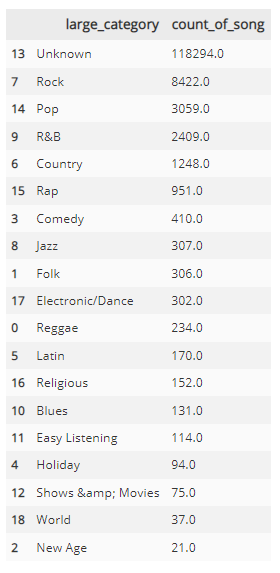 large_category count_of_song
13 Unknown 118294.0
7 Rock 8422.0
14 Pop 3059.0
9 R&B 2409.0
6 Country 1248.0
15 Rap 951.0
3 Comedy 410.0
8 Jazz 307.0
1 Folk 306.0
17 Electronic/Dance 302.0
0 Reggae 234.0
5 Latin 170.0
16 Religious 152.0
10 Blues 131.0
11 Easy Listening 114.0
4 Holiday 94.0
12 Shows &amp; Movies 75.0
18 World 37.0
2 New Age 21.0